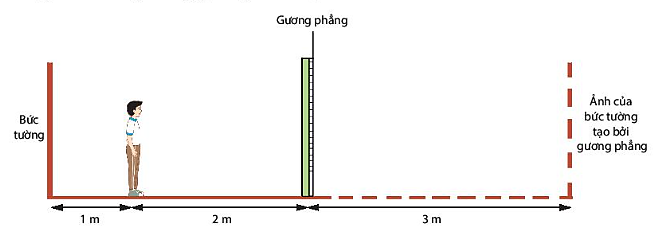 Gương phẳng
Bức
tường
Ảnh của
bức tường
tạo bởi
gương phẳng
1 m
2 m
3 m